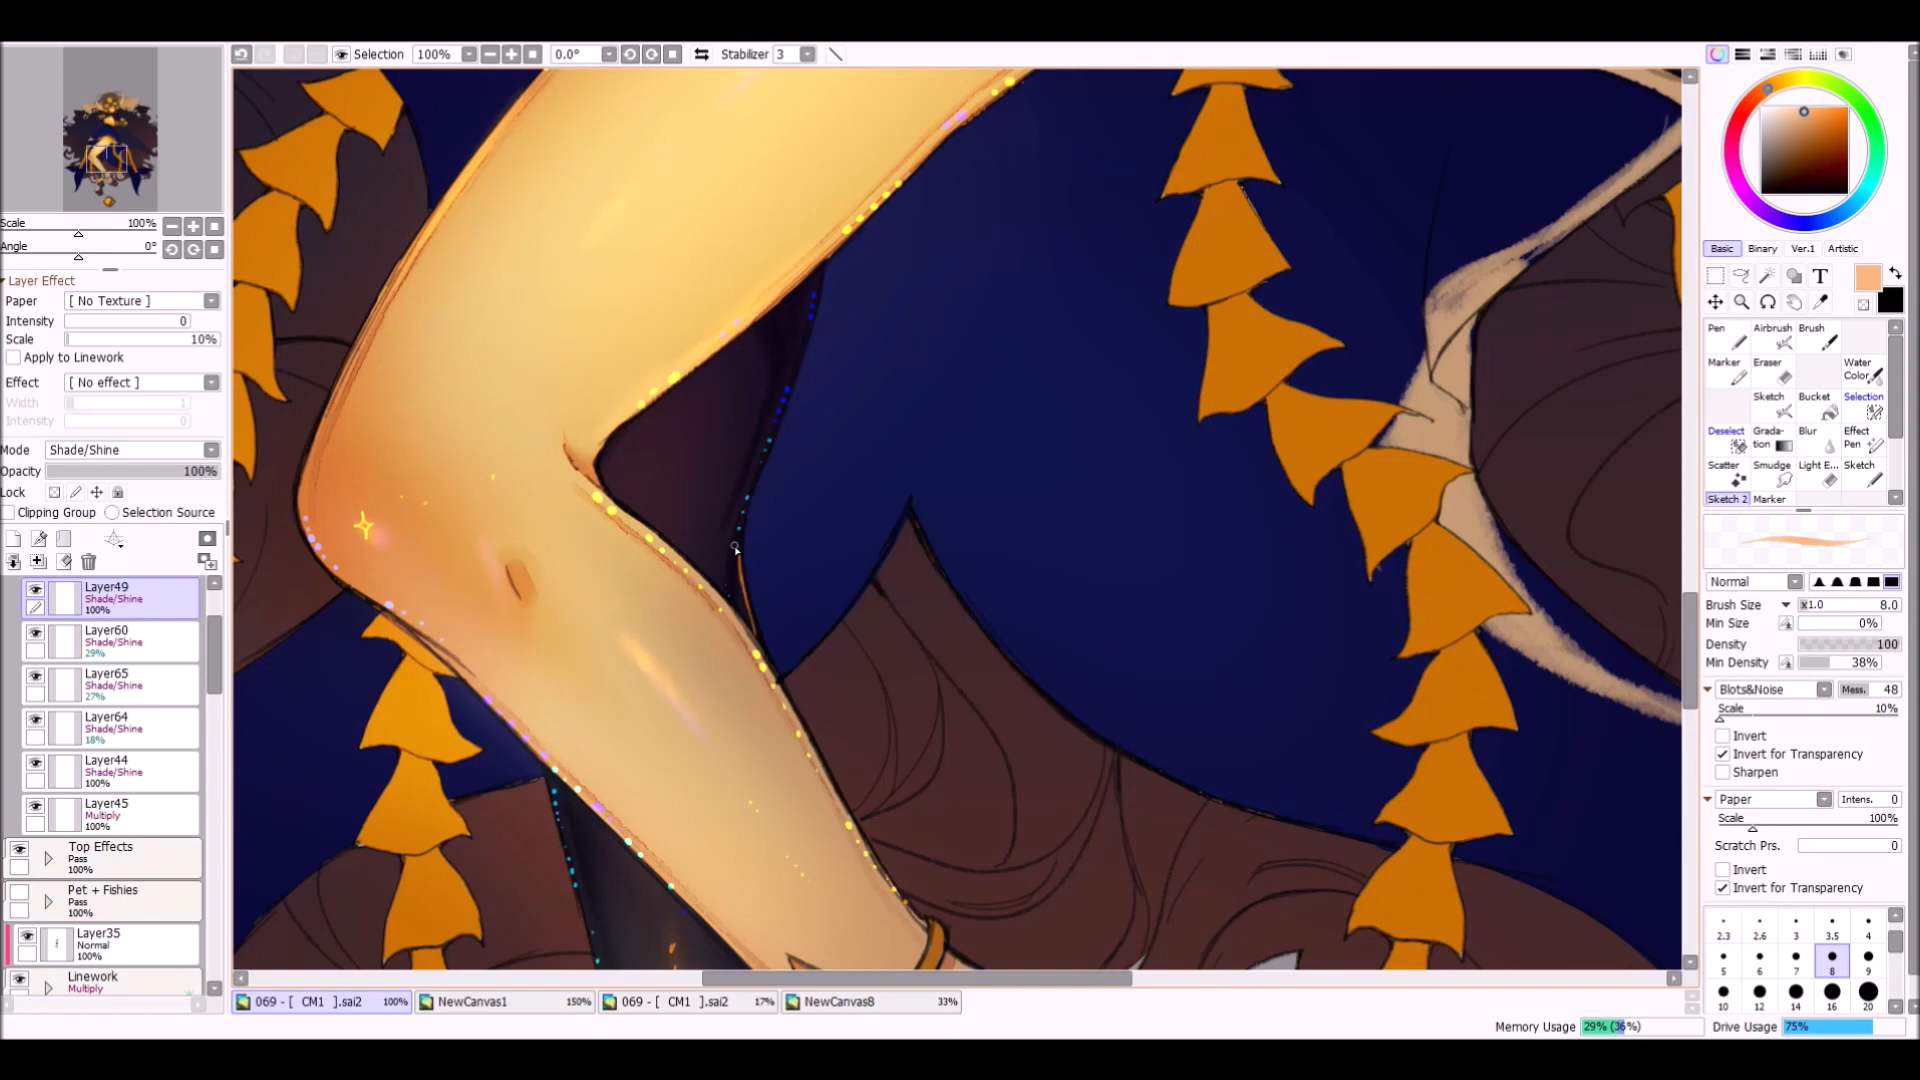 Selection 100% 0.0° Stabilizer 3
Scale 100%
Angle 0°
Layer Effect
Paper [ No Texture ]
Intensity 0
Scale 10%
Apply to Linework
Effect [ No effect ]
Width 1
Intensity 0
Mode Shade/Shine
Opacity 100%
Lock
Clipping Group Selection Source
Layer49
Shade/Shine
100%
Layer60
Shade/Shine
29%
Layer65
Shade/Shine
27%
Layer64
Shade/Shine
18%
Layer44
Shade/Shine
100%
Layer45
Multiply
100%
Top Effects
Pass
100%
Pet + Fishies
Pass
100%
Layer35
Normal
100%
Linework
Multiply
069 - [ CM1 ].sai2 100% NewCanvas1 150% 069 - [ CM1 ].sai2 17% NewCanvas8 33%
Basic Binary Ver.1 Artistic
T
Pen Airbrush Brush
Marker Eraser Water Color
Sketch Bucket Selection
Deselect Grada-tion Blur Effect Pen
Scatter Smudge Light E... Sketch
Sketch 2 Marker
Normal
Brush Size x1.0 8.0
Min Size 0%
Density 100
Min Density 38%
Blots&Noise Mess. 48
Scale 10%
Invert
Invert for Transparency
Sharpen
Paper Intens. 0
Scale 100%
Scratch Prs. 0
Invert
Invert for Transparency
2.3 2.6 3 3.5 4
5 6 7 8 9
10 12 14 16 20
Memory Usage 29% (36%) Drive Usage 75%